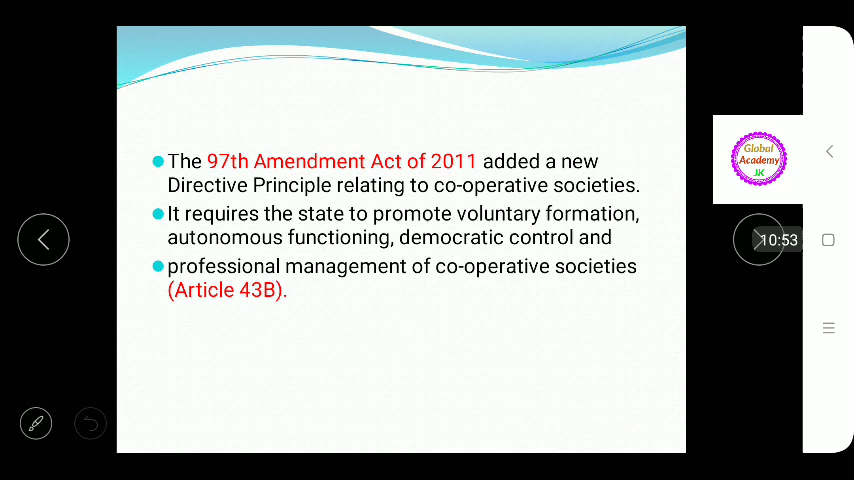 The 97th Amendment Act of 2011 added a new
Directive Principle relating to co-operative societies.
It requires the state to promote voluntary formation,
autonomous functioning, democratic control and
professional management of co-operative societies
(Article 43B).
Global
Academy
JK
10:53